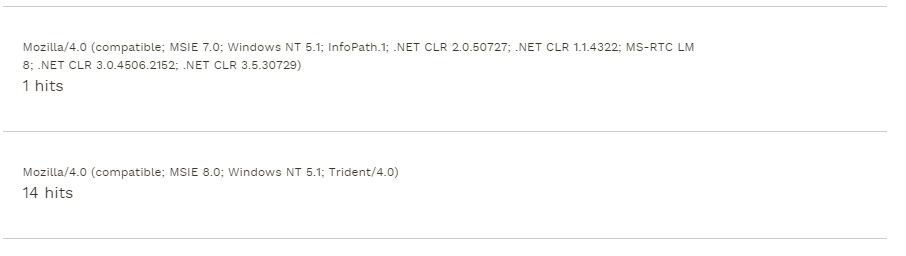 Mozilla/4.0 (compatible; MSIE 7.0; Windows NT 5.1; InfoPath.1; .NET CLR 2.0.50727; .NET CLR 1.1.4322; MS-RTC LM
8; .NET CLR 3.0.4506.2152; .NET CLR 3.5.30729)
1 hits
Mozilla/4.0 (compatible; MSIE 8.0; Windows NT 5.1; Trident/4.0)
14 hits